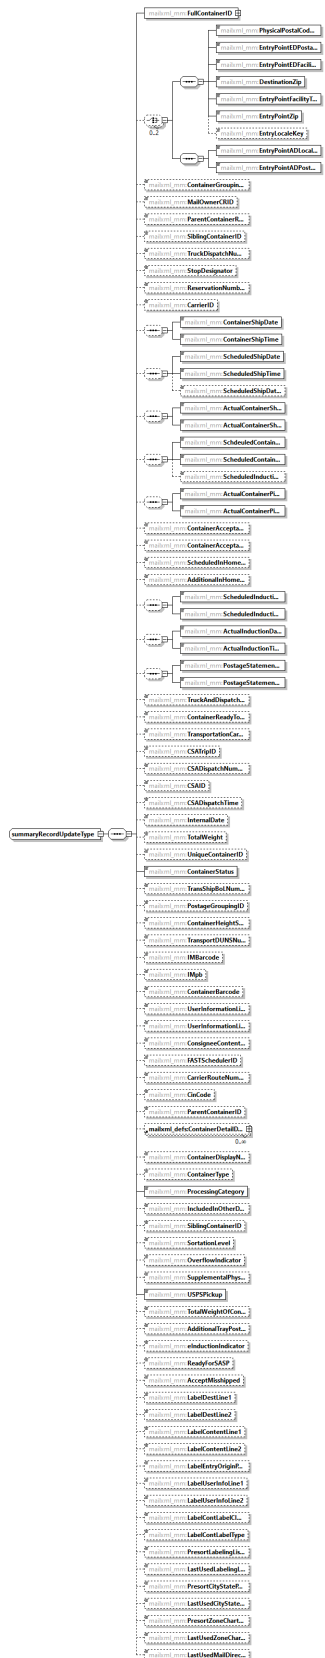 mailxml_mm:FullContainerID
mailxml_mm:PhysicalPostalCod...
mailxml_mm:EntryPointEDPosta...
mailxml_mm:EntryPointEDFacili...
mailxml_mm:DestinationZip
mailxml_mm:EntryPointFacilityT...
mailxml_mm:EntryPointZip
mailxml_mm:EntryLocaleKey
0..2
mailxml_mm:EntryPointADLocal...
mailxml_mm:EntryPointADPost...
mailxml_mm:ContainerGroupin...
mailxml_mm:MailOwnerCRID
mailxml_mm:ParentContainerR...
mailxml_mm:SiblingContainerID
mailxml_mm:TruckDispatchNu...
mailxml_mm:StopDesignator
mailxml_mm:ReservationNumb...
mailxml_mm:CarrierID
mailxml_mm:ContainerShipDate
mailxml_mm:ContainerShipTime
mailxml_mm:ScheduledShipDate
mailxml_mm:ScheduledShipTime
mailxml_mm:ScheduledShipDat...
mailxml_mm:ActualContainerSh...
mailxml_mm:ActualContainerSh...
mailxml_mm:SchdeuledContain...
mailxml_mm:ScheduledContain...
mailxml_mm:ScheduledInducti...
mailxml_mm:ActualContainerPi...
mailxml_mm:ActualContainerPi...
mailxml_mm:ContainerAccepta...
mailxml_mm:ContainerAccepta...
mailxml_mm:ScheduledInHome...
mailxml_mm:AdditionalInHome...
mailxml_mm:ScheduledInducti...
mailxml_mm:ScheduledInducti...
mailxml_mm:ActualInductionDa...
mailxml_mm:ActualInductionTi...
mailxml_mm:PostageStatemen...
mailxml_mm:PostageStatemen...
mailxml_mm:TruckAndDispatch...
mailxml_mm:ContainerReadyTo...
mailxml_mm:TransportationCar...
mailxml_mm:CSATripID
mailxml_mm:CSADispatchNum...
mailxml_mm:CSAID
mailxml_mm:CSADispatchTime
mailxml_mm:InternalDate
summaryRecordUpdateType
mailxml_mm:TotalWeight
mailxml_mm:UniqueContainerID
mailxml_mm:ContainerStatus
mailxml_mm:TransShipBoLNum...
mailxml_mm:PostageGroupingID
mailxml_mm:ContainerHeightS...
mailxml_mm:TransportDUNSNu...
mailxml_mm:IMBarcode
mailxml_mm:IMpb
mailxml_mm:ContainerBarcode
mailxml_mm:UserInformationLi...
mailxml_mm:UserInformationLi...
mailxml_mm:ConsigneeContent...
mailxml_mm:FASTSchedulerID
mailxml_mm:CarrierRouteNum...
mailxml_mm:CinCode
mailxml_mm:ParentContainerID
mailxml_defs:ContainerDetailD...
0..∞
mailxml_mm:ContainerDisplayN...
mailxml_mm:ContainerType
mailxml_mm:ProcessingCategory
mailxml_mm:IncludedInOtherD...
mailxml_mm:SiblingContainerID
mailxml_mm:SortationLevel
mailxml_mm:OverflowIndicator
mailxml_mm:SupplementalPhys...
mailxml_mm:USPSPickup
mailxml_mm:TotalWeightOfCon...
mailxml_mm:AdditionalTrayPost...
mailxml_mm:eInductionIndicator
mailxml_mm:ReadyForSASP
mailxml_mm:AcceptMisshipped
mailxml_mm:LabelDestLine1
mailxml_mm:LabelDestLine2
mailxml_mm:LabelContentLine1
mailxml_mm:LabelContentLine2
mailxml_mm:LabelEntryOriginP...
mailxml_mm:LabelUserInfoLine1
mailxml_mm:LabelUserInfoLine2
mailxml_mm:LabelContLabelCI...
mailxml_mm:LabelContLabelType
mailxml_mm:PresortLabelingLis...
mailxml_mm:LastUsedLabelingL...
mailxml_mm:PresortCityStateP...
mailxml_mm:LastUsedCityState...
mailxml_mm:PresortZoneChart...
mailxml_mm:LastUsedZoneChar...
mailxml_mm:LastUsedMailDirec...